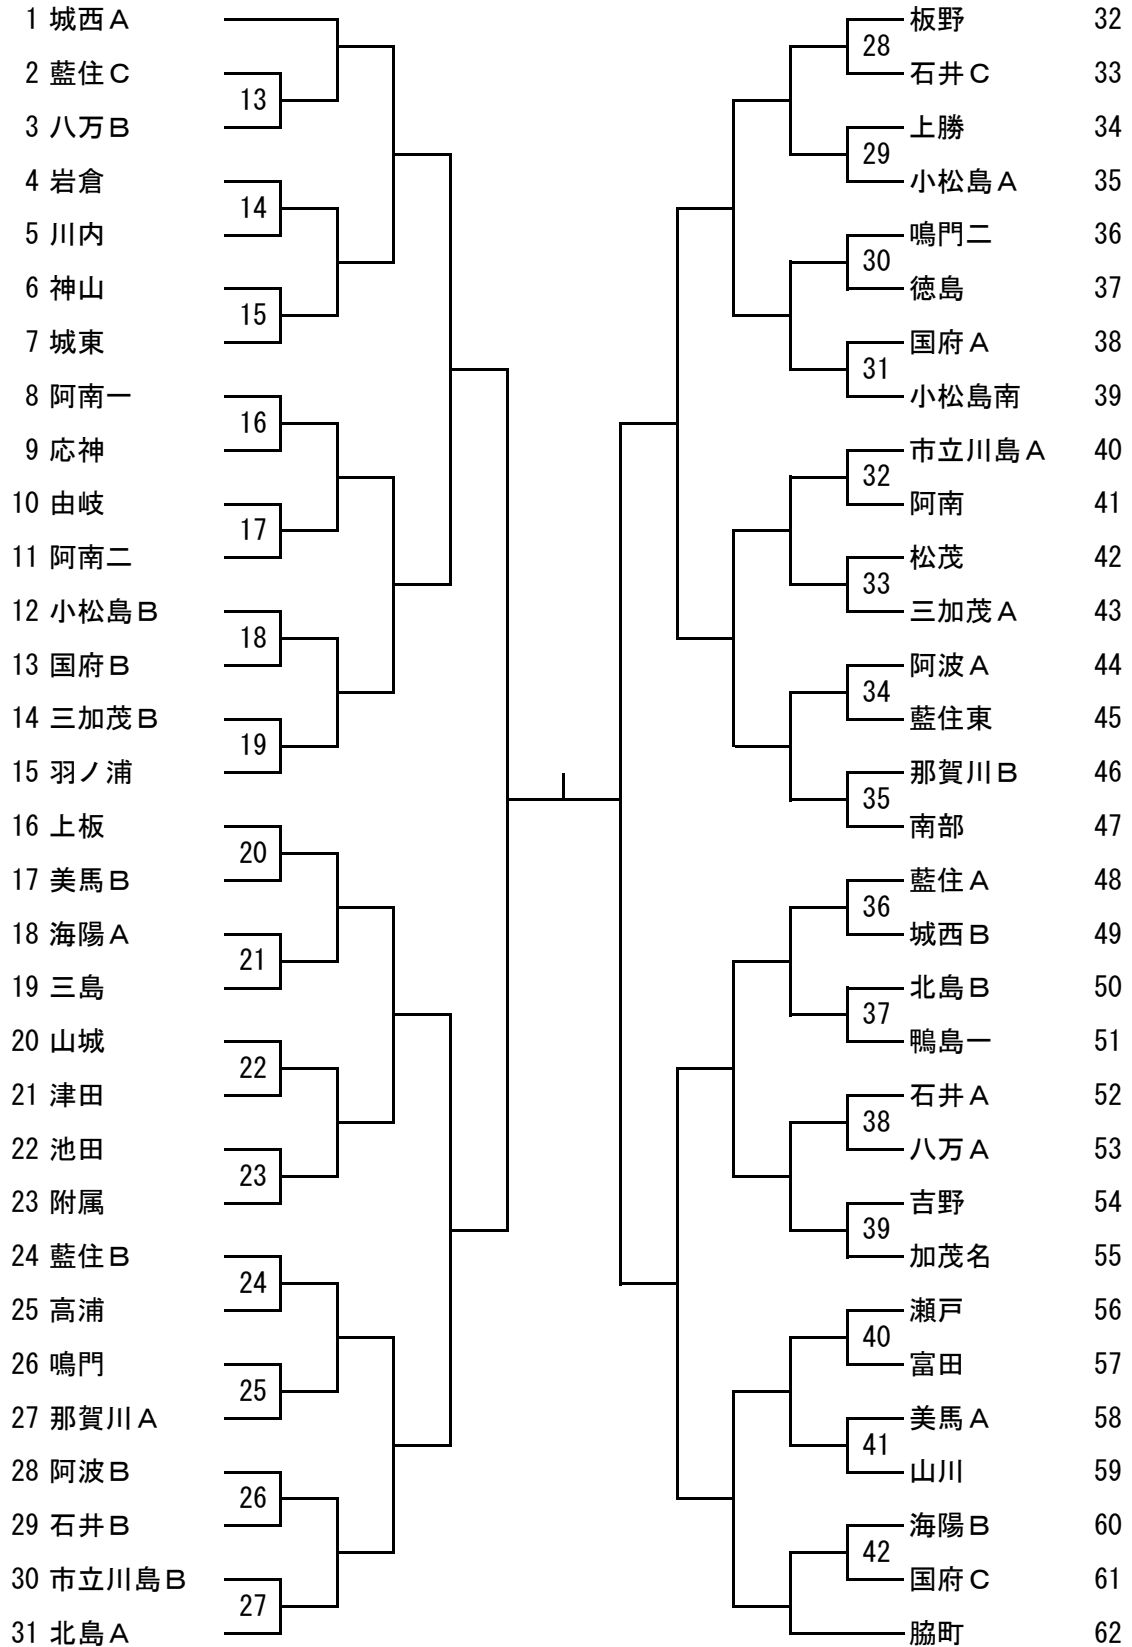 1 城西Ａ
2 藍住Ｃ
13
3 八万Ｂ
4 岩倉
14
5 川内
6 神山
15
7 城東
8 阿南一
16
9 応神
10 由岐
17
11 阿南二
12 小松島Ｂ
18
13 国府Ｂ
14 三加茂Ｂ
19
15 羽ノ浦
16 上板
20
17 美馬Ｂ
18 海陽Ａ
21
19 三島
20 山城
22
21 津田
22 池田
23
23 附属
24 藍住Ｂ
24
25 高浦
26 鳴門
25
27 那賀川Ａ
28 阿波Ｂ
26
29 石井Ｂ
30 市立川島Ｂ
27
31 北島Ａ
板野 32
28
石井Ｃ 33
上勝 34
29
小松島Ａ 35
鳴門二 36
30
徳島 37
国府Ａ 38
31
小松島南 39
市立川島Ａ 40
32
阿南 41
松茂 42
33
三加茂Ａ 43
阿波Ａ 44
34
藍住東 45
那賀川Ｂ 46
35
南部 47
藍住Ａ 48
36
城西Ｂ 49
北島Ｂ 50
37
鴨島一 51
石井Ａ 52
38
八万Ａ 53
吉野 54
39
加茂名 55
瀬戸 56
40
富田 57
美馬Ａ 58
41
山川 59
海陽Ｂ 60
42
国府Ｃ 61
脇町 62